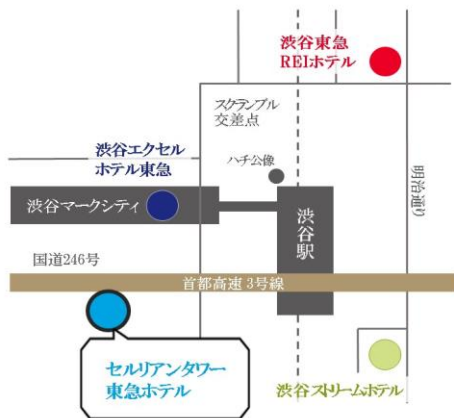 渋谷東急
REIホテル
スクランブル
交差点
渋谷エクセル
ホテル東急
ハチ公像
明治通り
渋谷マークシティ
渋谷駅
国道246号
首都高速3号線
セルリアンタワー
東急ホテル
渋谷ストリームホテル